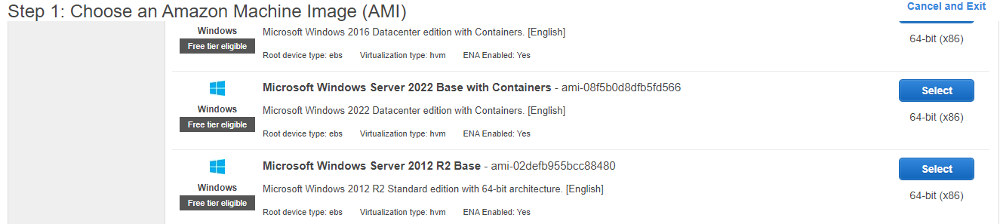 Step 1: Choose an Amazon Machine Image (AMI)
Cancel and Exit
Windows
Free tier eligible
Microsoft Windows 2016 Datacenter edition with Containers. [English]
Root device type: ebs Virtualization type: hvm ENA Enabled: Yes
64-bit (x86)
Microsoft Windows Server 2022 Base with Containers - ami-08f5b0d8dfb5fd566
Windows
Free tier eligible
Microsoft Windows 2022 Datacenter edition with Containers. [English]
Root device type: ebs Virtualization type: hvm ENA Enabled: Yes
Select
64-bit (x86)
Microsoft Windows Server 2012 R2 Base - ami-02defb955bcc88480
Windows
Free tier eligible
Microsoft Windows 2012 R2 Standard edition with 64-bit architecture. [English]
Root device type: ebs Virtualization type: hvm ENA Enabled: Yes
Select
64-bit (x86)